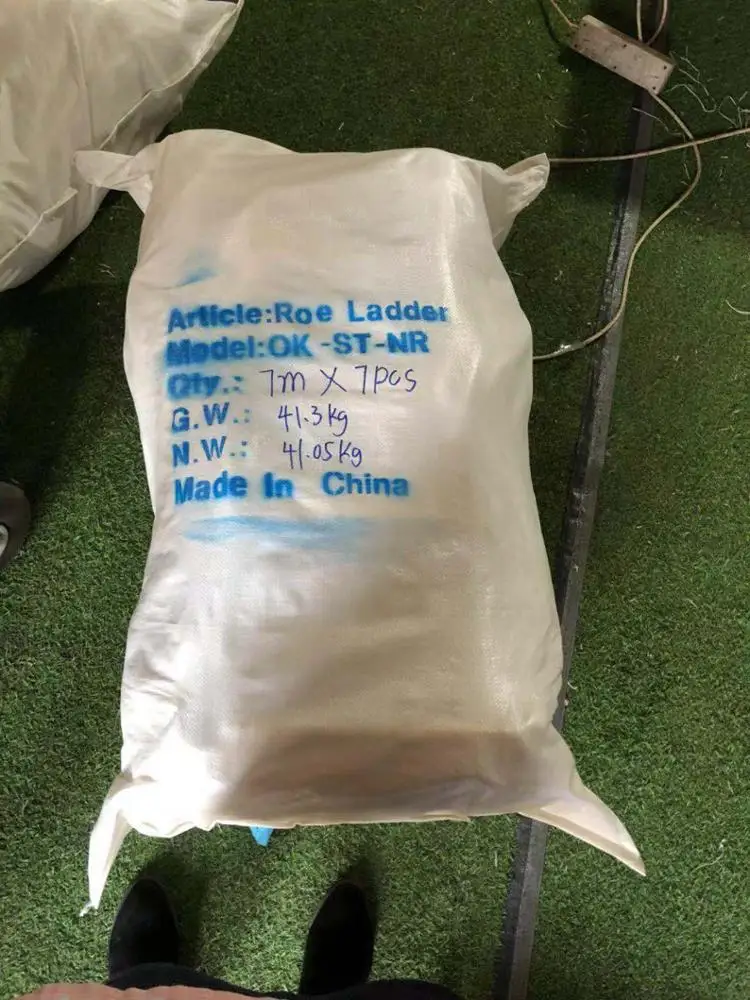 Article:Roe Ladder
Model:OK-ST-NR
Qty.: 7m X 7pcs
G.W.: 41.3kg
N.W.: 41.05kg
Made In China